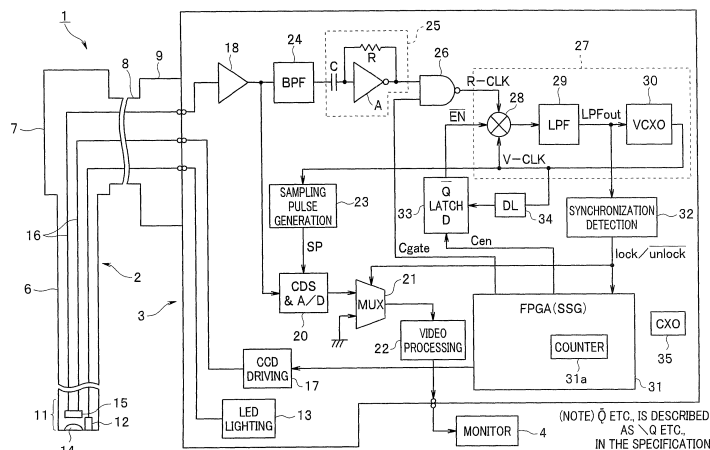 1
7
8
9
18
24
BPF
C
R
A
25
26
R-CLK
27
28
29
LPF
LPFout
30
VCXO
E̅N̅
V-CLK
16
6
2
3
SAMPLING
PULSE
GENERATION
23
SP
Q̅
LATCH
D
33
DL
34
SYNCHRONIZATION
DETECTION
32
Cgate
Cen
lock/u̅n̅l̅o̅c̅k̅
CDS
& A/D
20
MUX
21
VIDEO
PROCESSING
22
FPGA(SSG)
COUNTER
31a
31
CXO
35
CCD
DRIVING
17
LED
LIGHTING
13
11
15
12
14
MONITOR
4
(NOTE) Q̅ ETC., IS DESCRIBED
AS \Q ETC.,
IN THE SPECIFICATION